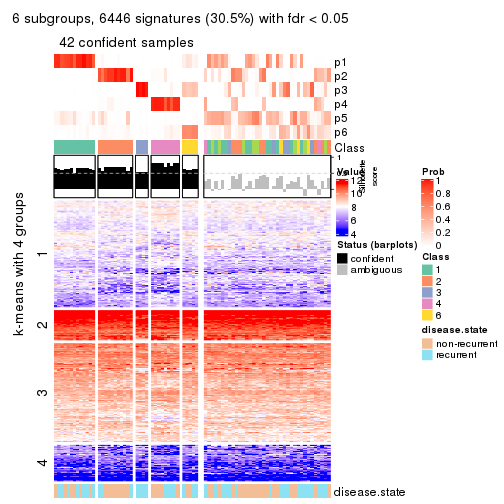 6 subgroups, 6446 signatures (30.5%) with fdr < 0.05
42 confident samples
p1
p2
p3
p4
p5
p6
Class
1
Silhouette
score
k-means with 4 groups
1
2
3
4
disease.state
Value
12
10
8
6
4
Status (barplots)
confident
ambiguous
Prob
1
0.8
0.6
0.4
0.2
0
Class
1
2
3
4
6
disease.state
non-recurrent
recurrent